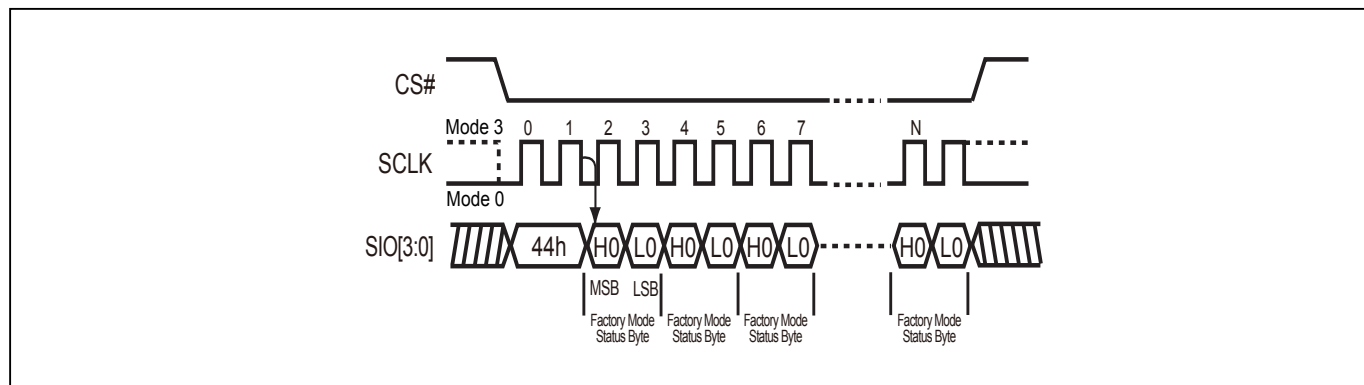 CS#
Mode 3 0 1 2 3 4 5 6 7 N
SCLK
Mode 0
SIO[3:0] 44h H0 L0 H0 L0 H0 L0 H0 L0
MSB LSB
Factory Mode Factory Mode Factory Mode Factory Mode
Status Byte Status Byte Status Byte Status Byte